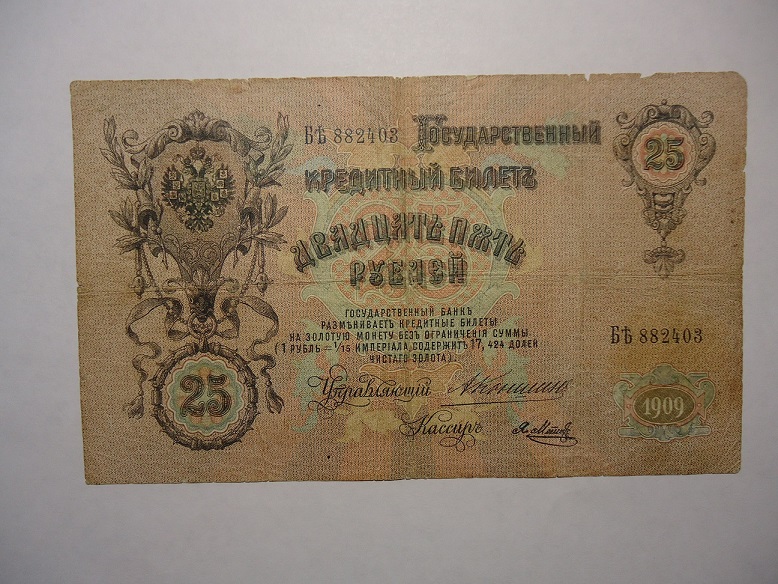 БѢ 882403 Государственный
25
Кредитный Билетъ
Двадцать пять
рублей
ГОСУДАРСТВЕННЫЙ БАНКЪ
РАЗМѢНИВАЕТЪ КРЕДИТНЫЕ БИЛЕТЫ
НА ЗОЛОТУЮ МОНЕТУ БЕЗЪ ОГРАНИЧЕНІЯ СУММЫ
(1 РУБЛЬ = 1/15 ИМПЕРІАЛА, СОДЕРЖИТЪ 17,424 ДОЛЕЙ
ЧИСТАГО ЗОЛОТА).
БѢ 882403
25
Управляющій АКоншинъ
Кассиръ
1909